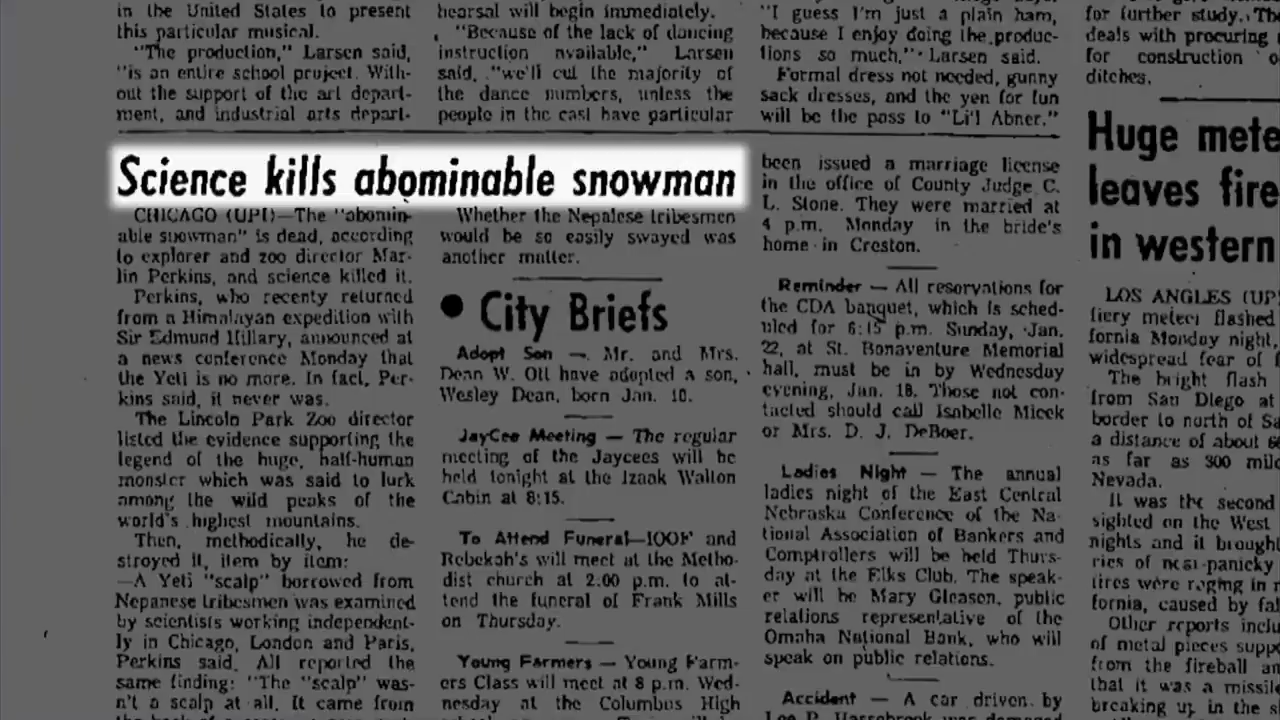 in the United States to present
this particular musical.
"The production," Larsen said,
"is an entire school project. With-
out the support of the art depart-
ment, and industrial arts depart-
hearsal will begin immediately.
"Because of the lack of dancing
instruction available," Larsen
said, "we'll cut the majority of
the dance numbers, unless the
people in the cast have particular
"I guess I'm just a plain ham,
because I enjoy doing the produc-
tions so much," Larsen said.
Formal dress not needed, gunny
sack dresses, and the yen for fun
will be the pass to "Li'l Abner."
for further study. The
deals with procuring
for construction
ditches.
Science kills abominable snowman
CHICAGO (UPI)—The "abomin-
able snowman" is dead, according
to explorer and zoo director Mar-
lin Perkins, and science killed it.
Perkins, who recenty returned
from a Himalayan expedition with
Sir Edmund Hillary, announced at
a news conference Monday that
the Yeti is no more. In fact, Per-
kins said, it never was.
The Lincoln Park Zoo director
listed the evidence supporting the
legend of the huge, half-human
monster which was said to lurk
among the wild peaks of the
world's highest mountains.
Then, methodically, he de-
stroyed it, item by item:
—A Yeti "scalp" borrowed from
Nepanese tribesmen was examined
by scientists working independent-
ly in Chicago, London and Paris,
Perkins said. All reported the
same finding: "The "scalp" was-
n't a scalp at all. It came from
Whether the Nepalese tribesmen
would be so easily swayed was
another matter.
• City Briefs
Adopt Son — Mr. and Mrs.
Dean W. Ott have adopted a son,
Wesley Dean, born Jan. 10.
JayCee Meeting — The regular
meeting of the Jaycees will be
held tonight at the Izaak Walton
Cabin at 8:15.
To Attend Funeral—IOOF and
Rebekah's will meet at the Metho-
dist church at 2:00 p.m. to at-
tend the funeral of Frank Mills
on Thursday.
Young Farmers — Young Farm-
ers Class will meet at 8 p.m. Wed-
nesday at the Columbus High
been issued a marriage license
in the office of County Judge C.
L. Stone. They were married at
4 p.m. Monday in the bride's
home in Creston.
Reminder — All reservations for
the CDA banquet, which is sched-
uled for 6:15 p.m. Sunday, Jan.
22, at St. Bonaventure Memorial
hall, must be in by Wednesday
evening, Jan. 18. Those not con-
tacted should call Isabelle Micek
or Mrs. D. J. DeBoer.
Ladies Night — The annual
ladies night of the East Central
Nebraska Conference of the Na-
tional Association of Bankers and
Comptrollers will be held Thurs-
day at the Elks Club. The speak-
er will be Mary Gleason, public
relations representative of the
Omaha National Bank, who will
speak on public relations.
Accident — A car driven by
Huge mete
leaves fire
in western
LOS ANGLES (UP
fiery meteor flashed
fornia Monday night,
widespread fear of
The bright flash
from San Diego at
border to north of Sa
a distance of about
as far as 300 mile
Nevada.
It was the second
sighted on the West
nights and it brought
ries of near-panicky
fires were raging in
fornia, caused by fal
Other reports inclu
of metal pieces supp
from the fireball an
that it was a missile
breaking up in the s